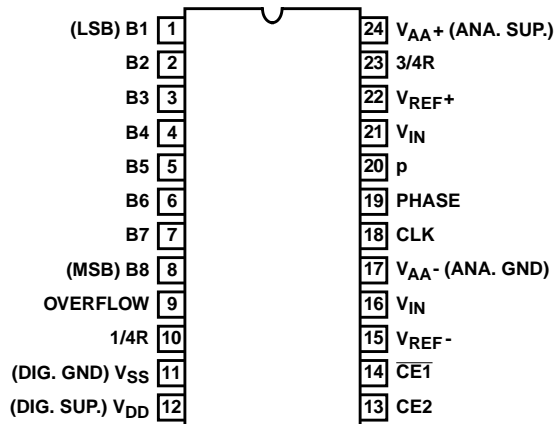 (LSB) B1 1 24 VAA+ (ANA. SUP.)
B2 2 23 3/4R
B3 3 22 VREF+
B4 4 21 VIN
B5 5 20 p
B6 6 19 PHASE
B7 7 18 CLK
(MSB) B8 8 17 VAA- (ANA. GND)
OVERFLOW 9 16 VIN
1/4R 10 15 VREF-
(DIG. GND) VSS 11 14 CE1
(DIG. SUP.) VDD 12 13 CE2